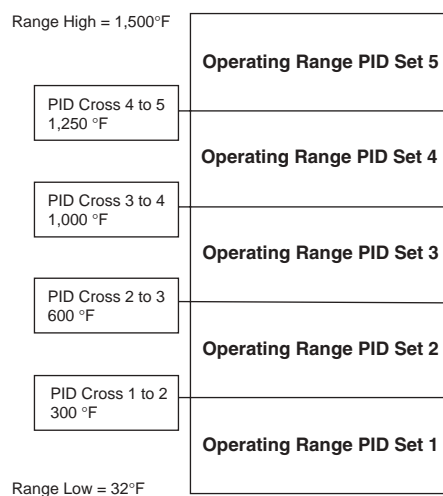 Range High = 1,500°F
Operating Range PID Set 5
PID Cross 4 to 5
1,250 °F
Operating Range PID Set 4
PID Cross 3 to 4
1,000 °F
Operating Range PID Set 3
PID Cross 2 to 3
600 °F
Operating Range PID Set 2
PID Cross 1 to 2
300 °F
Operating Range PID Set 1
Range Low = 32°F